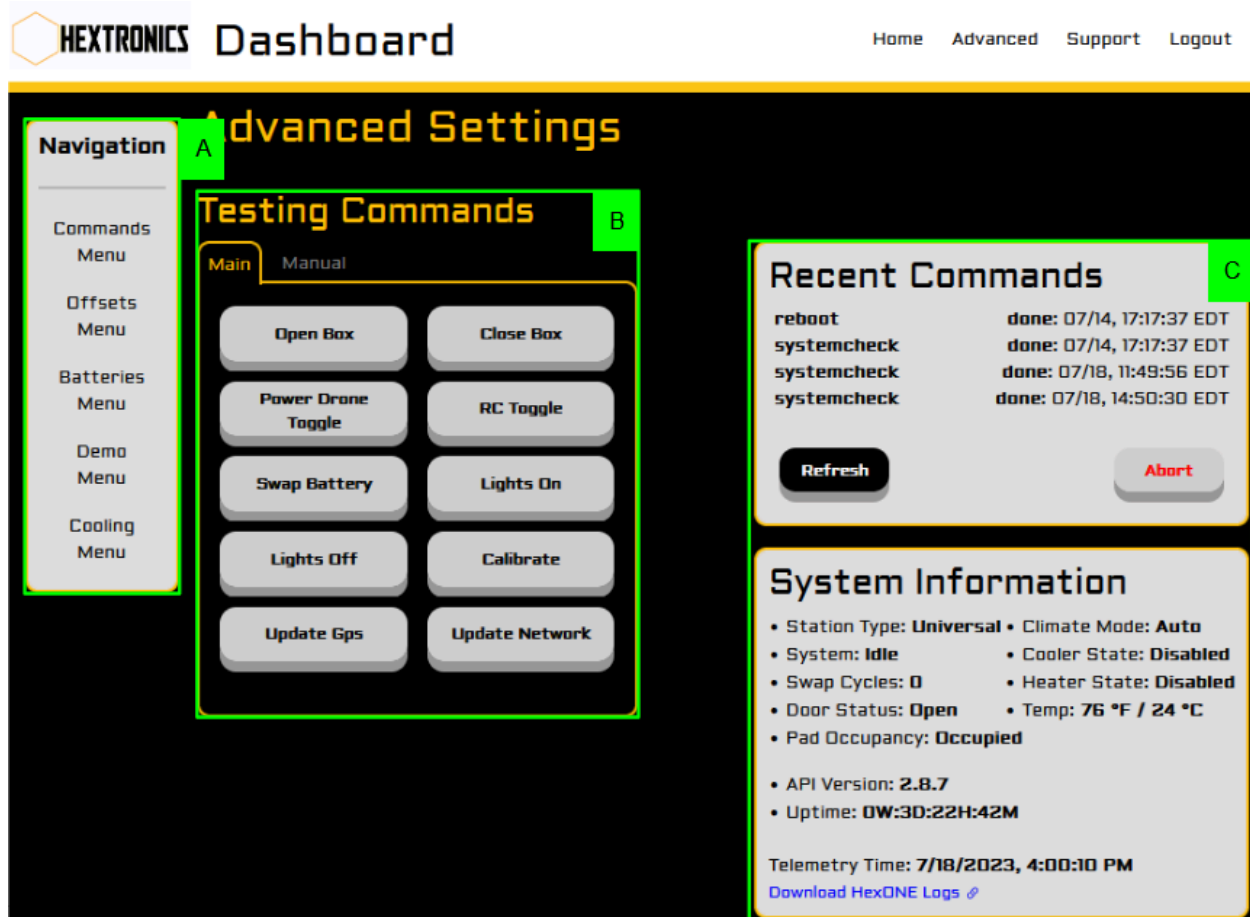 HEXTRONICS
Dashboard
Home Advanced Support Logout
Advanced Settings
A
Navigation
Commands
Menu
Offsets
Menu
Batteries
Menu
Demo
Menu
Cooling
Menu
B
Testing Commands
Main Manual
Open Box Close Box
Power Drone
Toggle
RC Toggle
Swap Battery Lights On
Lights Off Calibrate
Update Gps Update Network
C
Recent Commands
reboot done: 07/14, 17:17:37 EDT
systemcheck done: 07/14, 17:17:37 EDT
systemcheck done: 07/18, 11:49:56 EDT
systemcheck done: 07/18, 14:50:30 EDT
Refresh Abort
System Information
• Station Type: Universal • Climate Mode: Auto
• System: Idle • Cooler State: Disabled
• Swap Cycles: 0 • Heater State: Disabled
• Door Status: Open • Temp: 76 °F / 24 °C
• Pad Occupancy: Occupied
• API Version: 2.8.7
• Uptime: 0W:3D:22H:42M
Telemetry Time: 7/18/2023, 4:00:10 PM
Download HexONE Logs